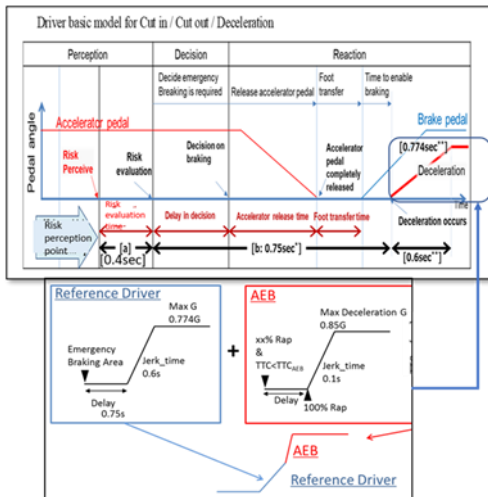 Driver basic model for Cut in / Cut out / Deceleration
Perception
Decision
Reaction
Decide emergency
Breaking is required
Release accelerator pedal
Foot
transfer
Time to enable
braking
Pedal angle
Accelerator pedal
Brake pedal
[0.774sec**]
Risk
Perceive
Risk
evaluation
Decision on
braking
Accelerator
pedal
completely
released
Deceleration
Time
Risk
perception
point
Risk
evaluation
time
Delay in decision
Accelerator release time
Foot transfer time
Deceleration occurs
[a]
[0.4sec]
[b: 0.75sec*]
[0.6sec**]
Reference Driver
Max G
0.774G
Emergency
Braking Area
Jerk_time
0.6s
Delay
0.75s
+
AEB
Max Deceleration G
0.85G
xx% Rap
&
TTC<TTCAEB
Jerk_time
0.1s
Delay
100% Rap
AEB
Reference Driver